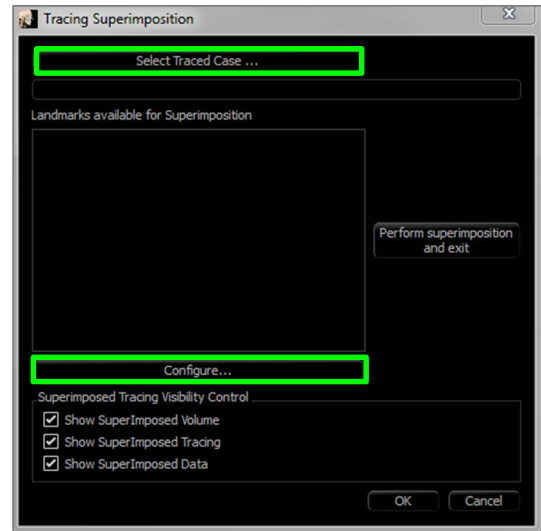 Tracing Superimposition
Select Traced Case ...
Landmarks available for Superimposition
Perform superimposition
and exit
Configure...
Superimposed Tracing Visibility Control
Show SuperImposed Volume
Show SuperImposed Tracing
Show SuperImposed Data
OK
Cancel